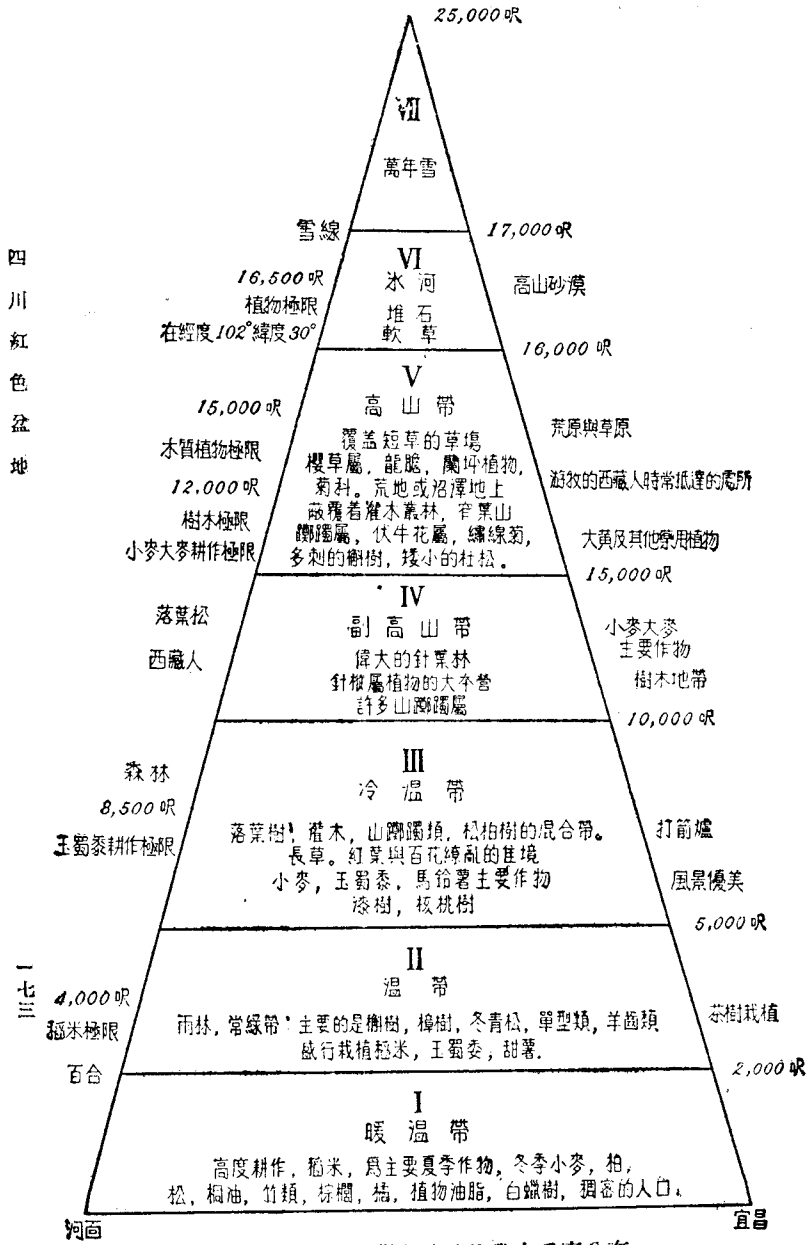 25,000呎
VII
萬年雪
雪線
17,000呎
四川紅色盆地
VI
冰河
堆石
軟草
16,500呎
植物極限
在經度102°緯度30°
高山砂漠
16,000呎
V
高山帶
覆盖短草的草塲
櫻草屬，龍膽，蘭坪植物，
菊科。荒地或沼澤地上
蔽覆着灌木叢林，窄葉山
躑躅屬，伏牛花屬，繡線菊，
多刺的槲樹，矮小的杜松。
15,000呎
木質植物極限
12,000呎
樹木極限
小麥大麥耕作極限
荒原與草原
游牧的西藏人時常抵達的處所
大黃及其他藥用植物
15,000呎
IV
副高山帶
偉大的針葉林
針樅屬植物的大本營
許多山躑躅屬
落葉松
西藏人
小麥大麥
主要作物
樹木地帶
10,000呎
III
冷溫帶
落葉樹：灌木，山躑躅類，松柏樹的混合帶。
長草。紅葉與百花繚亂的佳境
小麥，玉蜀黍，馬鈴薯主要作物
漆樹，核桃樹
森林
8,500呎
玉蜀黍耕作極限
打箭爐
風景優美
5,000呎
II
溫帶
雨林，常綠帶：主要的是槲樹，樟樹，冬青松，單型類，羊齒類
盛行栽植稻米，玉蜀黍，甜薯.
一七三
4,000呎
稻米極限
百合
茶樹栽植
2,000呎
I
暖溫帶
高度耕作，稻米，爲主要夏季作物，冬季小麥，柏，
松，桐油，竹類，棕櫚，橘，植物油脂，白蠟樹，稠密的人口。
宜昌